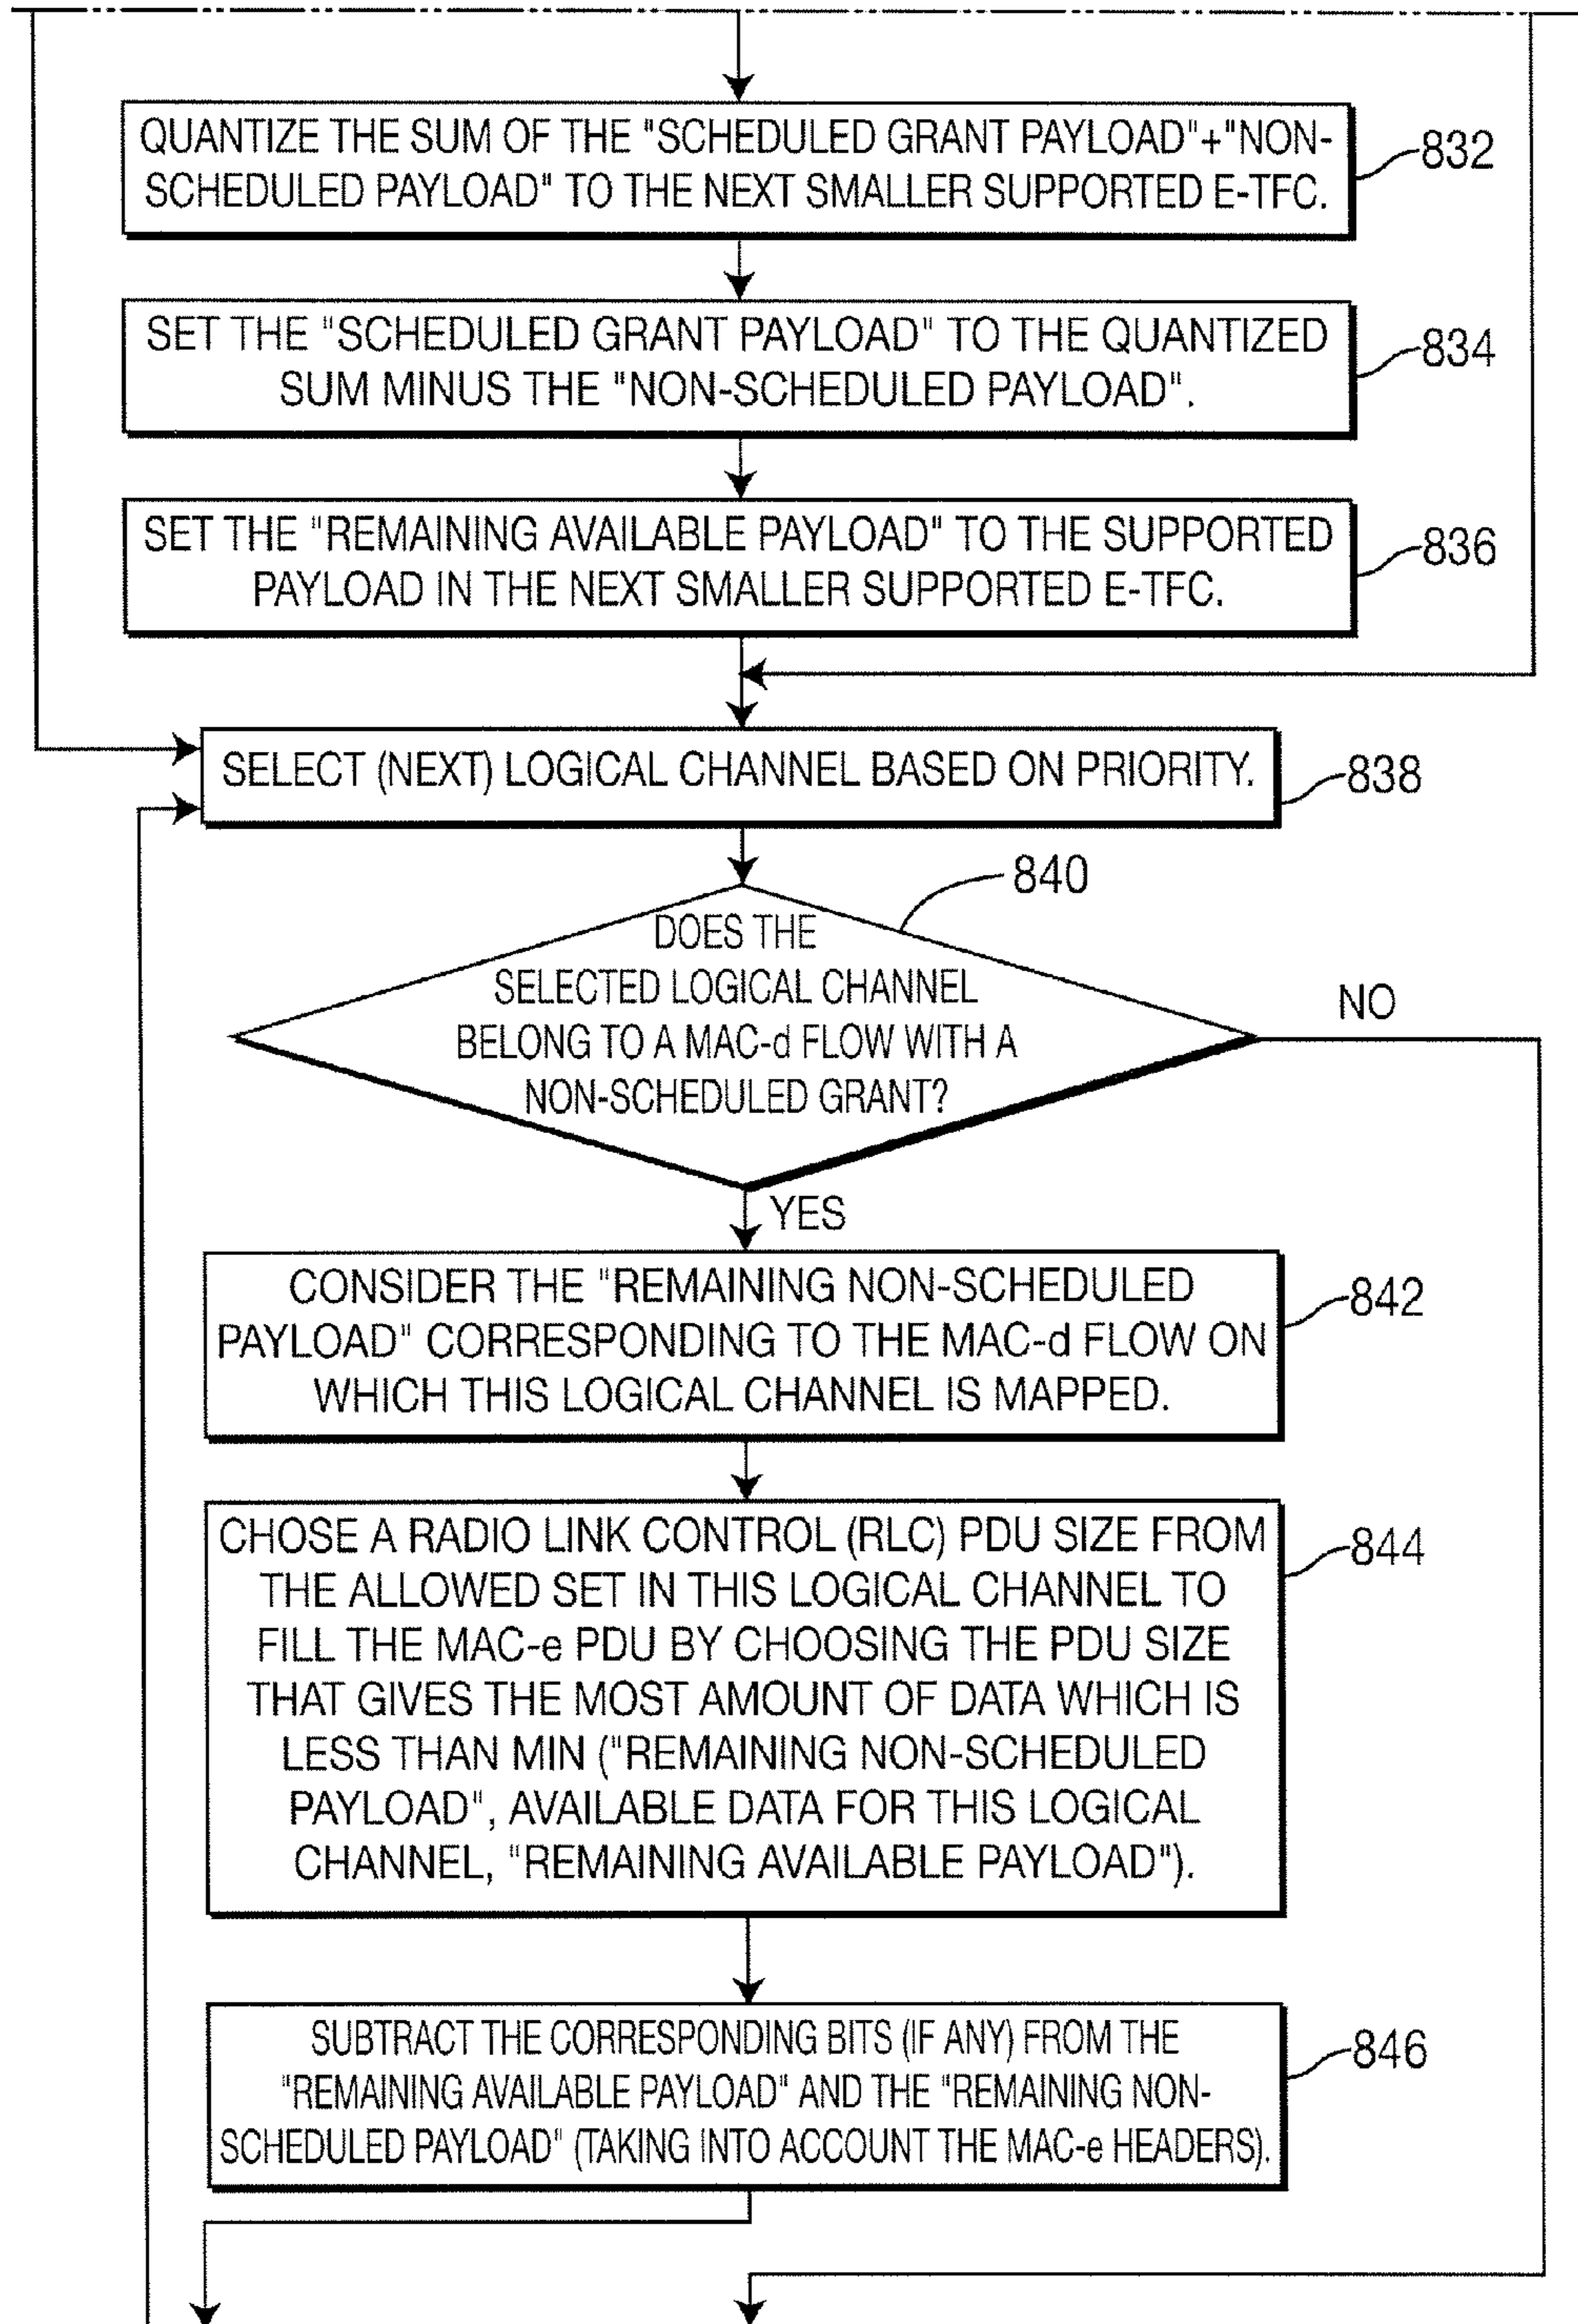 QUANTIZE THE SUM OF THE "SCHEDULED GRANT PAYLOAD"+"NON-
SCHEDULED PAYLOAD" TO THE NEXT SMALLER SUPPORTED E-TFC.
832
SET THE "SCHEDULED GRANT PAYLOAD" TO THE QUANTIZED
SUM MINUS THE "NON-SCHEDULED PAYLOAD".
834
SET THE "REMAINING AVAILABLE PAYLOAD" TO THE SUPPORTED
PAYLOAD IN THE NEXT SMALLER SUPPORTED E-TFC.
836
SELECT (NEXT) LOGICAL CHANNEL BASED ON PRIORITY.
838
840
DOES THE
SELECTED LOGICAL CHANNEL
BELONG TO A MAC-d FLOW WITH A
NON-SCHEDULED GRANT?
NO
YES
CONSIDER THE "REMAINING NON-SCHEDULED
PAYLOAD" CORRESPONDING TO THE MAC-d FLOW ON
WHICH THIS LOGICAL CHANNEL IS MAPPED.
842
CHOSE A RADIO LINK CONTROL (RLC) PDU SIZE FROM
THE ALLOWED SET IN THIS LOGICAL CHANNEL TO
FILL THE MAC-e PDU BY CHOOSING THE PDU SIZE
THAT GIVES THE MOST AMOUNT OF DATA WHICH IS
LESS THAN MIN ("REMAINING NON-SCHEDULED
PAYLOAD", AVAILABLE DATA FOR THIS LOGICAL
CHANNEL, "REMAINING AVAILABLE PAYLOAD").
844
SUBTRACT THE CORRESPONDING BITS (IF ANY) FROM THE
"REMAINING AVAILABLE PAYLOAD" AND THE "REMAINING NON-
SCHEDULED PAYLOAD" (TAKING INTO ACCOUNT THE MAC-e HEADERS).
846